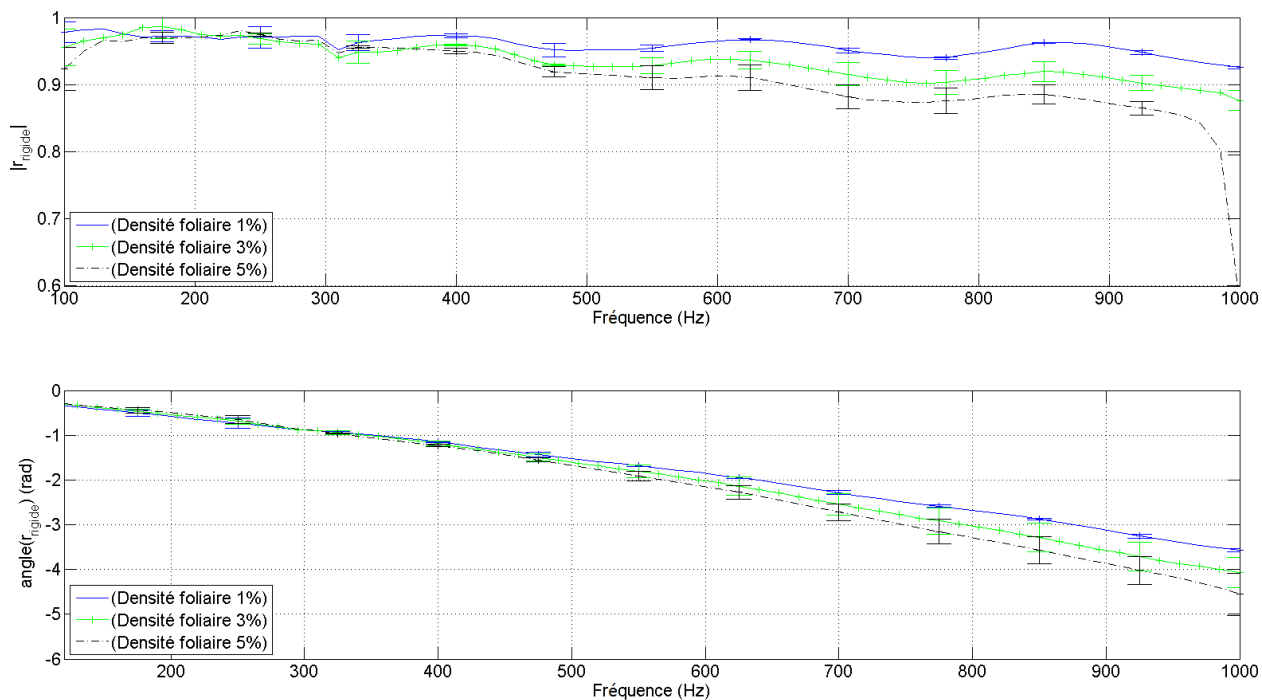 1
0.9
0.8
0.7
0.6
|r_rigide|
(Densité foliaire 1%)
(Densité foliaire 3%)
(Densité foliaire 5%)
100 200 300 400 500 600 700 800 900 1000
Fréquence (Hz)
0
-1
-2
-3
-4
-5
-6
angle(r_rigide) (rad)
(Densité foliaire 1%)
(Densité foliaire 3%)
(Densité foliaire 5%)
200 300 400 500 600 700 800 900 1000
Fréquence (Hz)